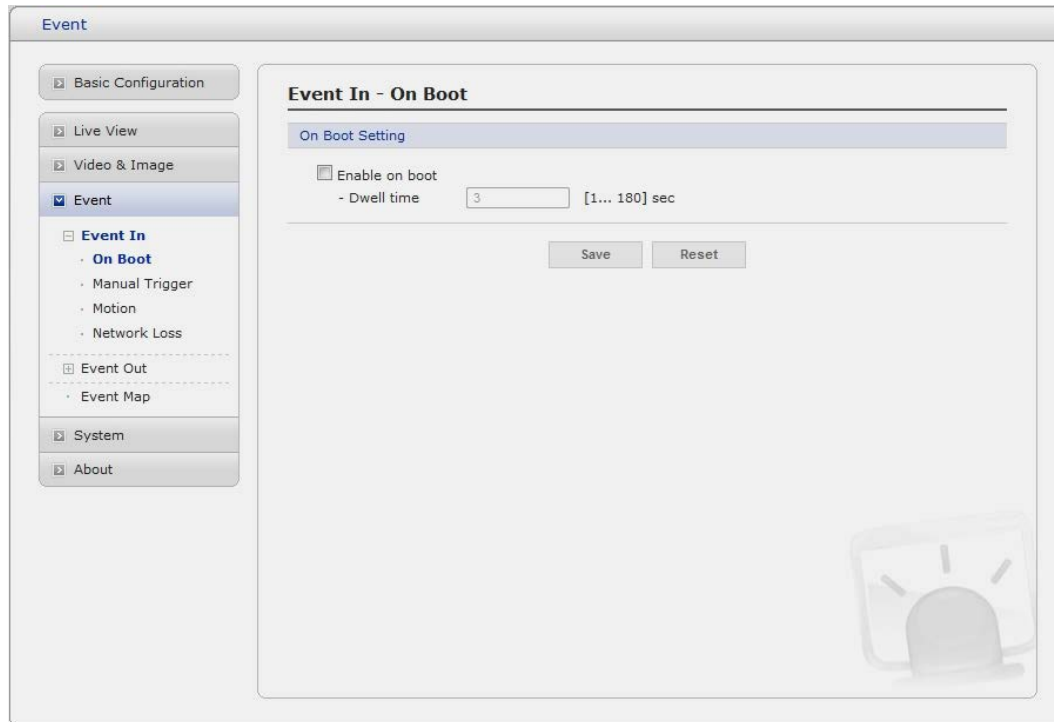 Event
Basic Configuration
Live View
Video & Image
Event
Event In
On Boot
Manual Trigger
Motion
Network Loss
Event Out
Event Map
System
About
Event In - On Boot
On Boot Setting
Enable on boot
- Dwell time 3 [1... 180] sec
Save Reset